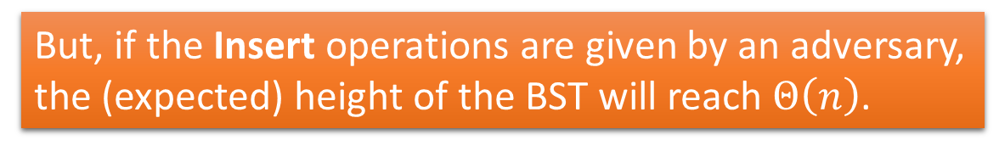 But, if the Insert operations are given by an adversary,
the (expected) height of the BST will reach Θ(n).